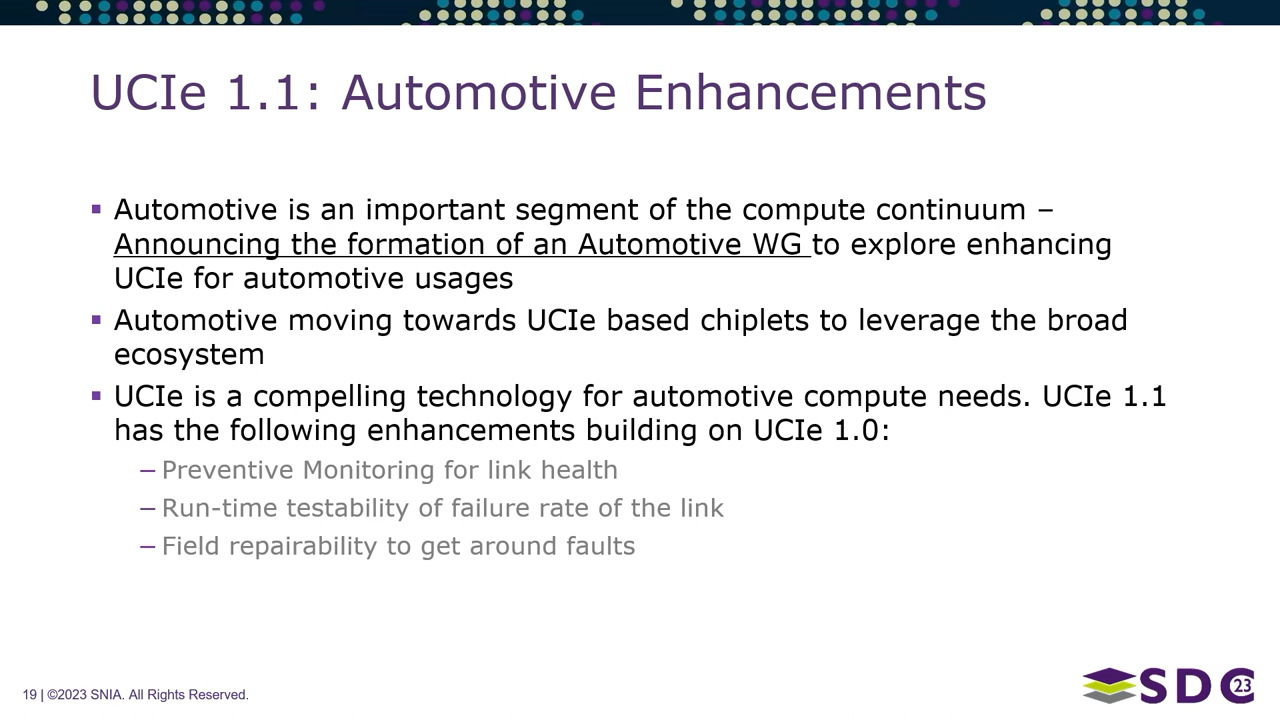 UCIe 1.1: Automotive Enhancements
▪ Automotive is an important segment of the compute continuum –
Announcing the formation of an Automotive WG to explore enhancing
UCIe for automotive usages
▪ Automotive moving towards UCIe based chiplets to leverage the broad
ecosystem
▪ UCIe is a compelling technology for automotive compute needs. UCIe 1.1
has the following enhancements building on UCIe 1.0:
– Preventive Monitoring for link health
– Run-time testability of failure rate of the link
– Field repairability to get around faults
19 | ©2023 SNIA. All Rights Reserved.
SDC 23